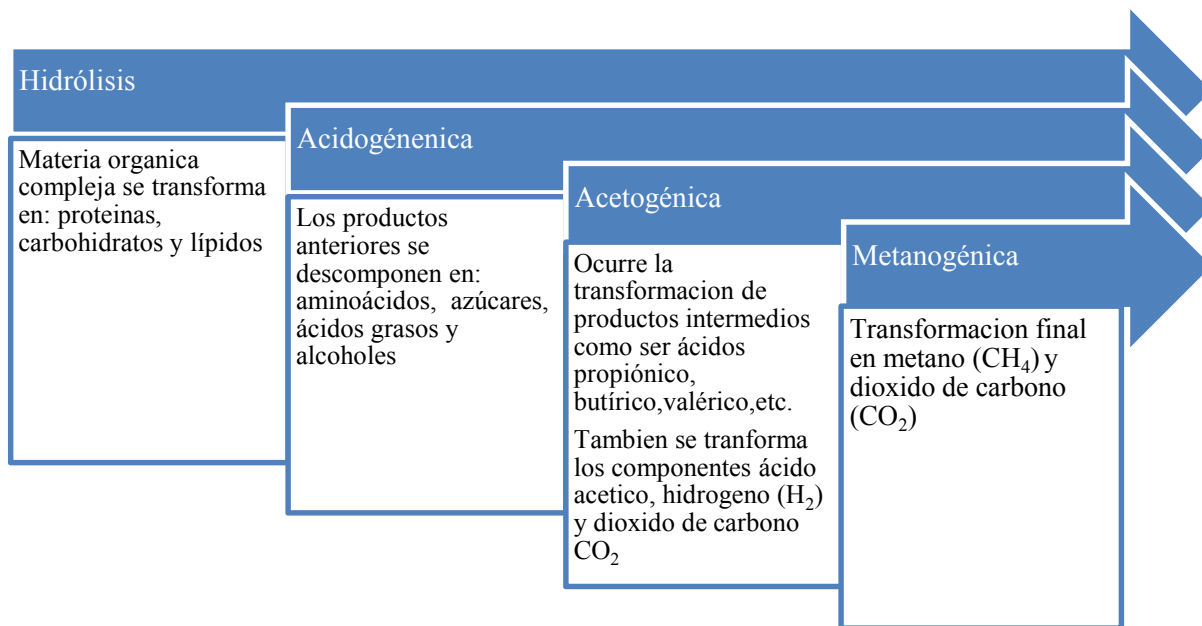 Hidrólisis
Materia organica
compleja se transforma
en: proteinas,
carbohidratos y lípidos
Acidogénenica
Los productos
anteriores se
descomponen en:
aminoácidos,  azúcares,
ácidos grasos y
alcoholes
Acetogénica
Ocurre la
transformacion de
productos intermedios
como ser ácidos
propiónico,
butírico,valérico,etc.
Tambien se tranforma
los componentes ácido
acetico, hidrogeno (H₂)
y dioxido de carbono
CO₂
Metanogénica
Transformacion final
en metano (CH₄) y
dioxido de carbono
(CO₂)